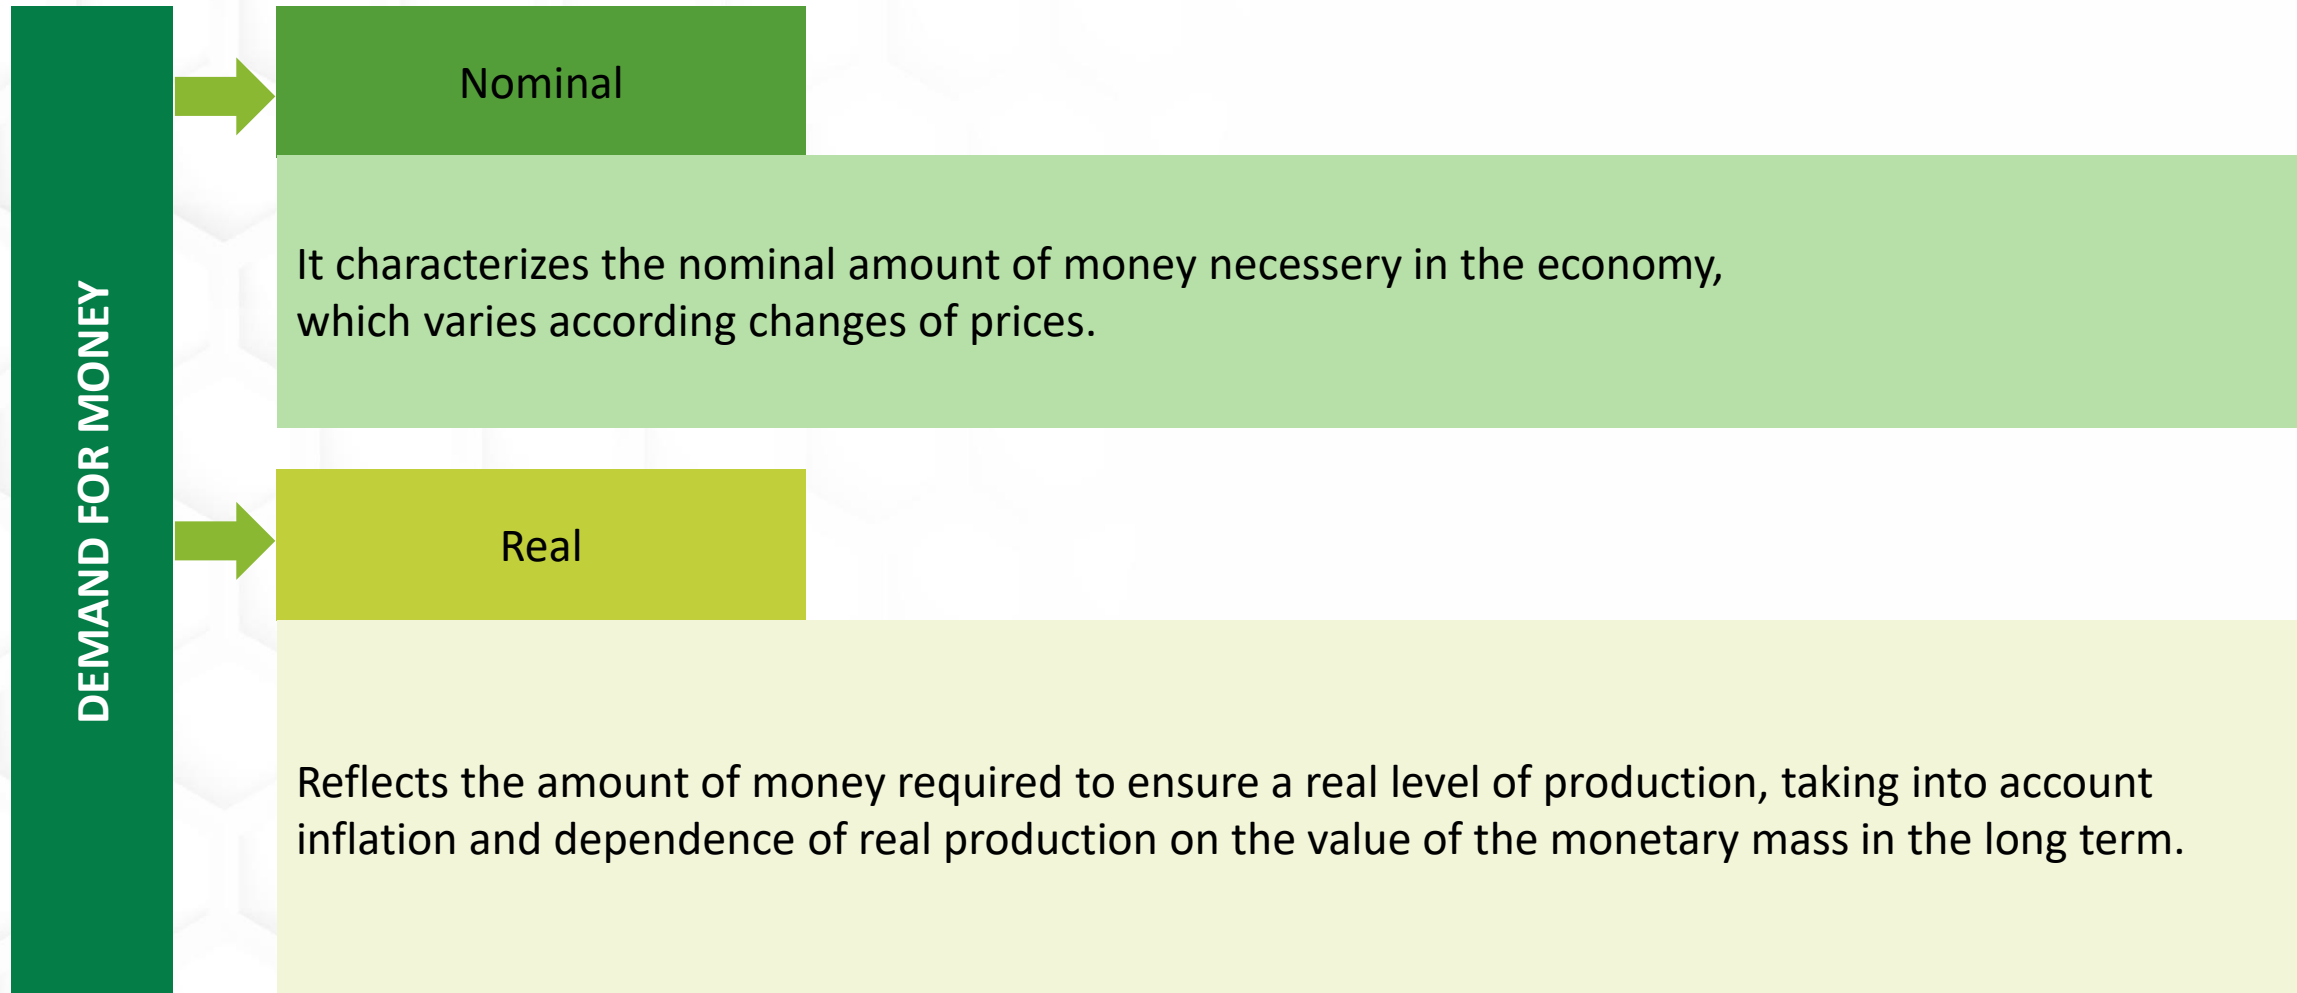 DEMAND FOR MONEY
Nominal
It characterizes the nominal amount of money necessery in the economy,
which varies according changes of prices.
Real
Reflects the amount of money required to ensure a real level of production, taking into account
inflation and dependence of real production on the value of the monetary mass in the long term.